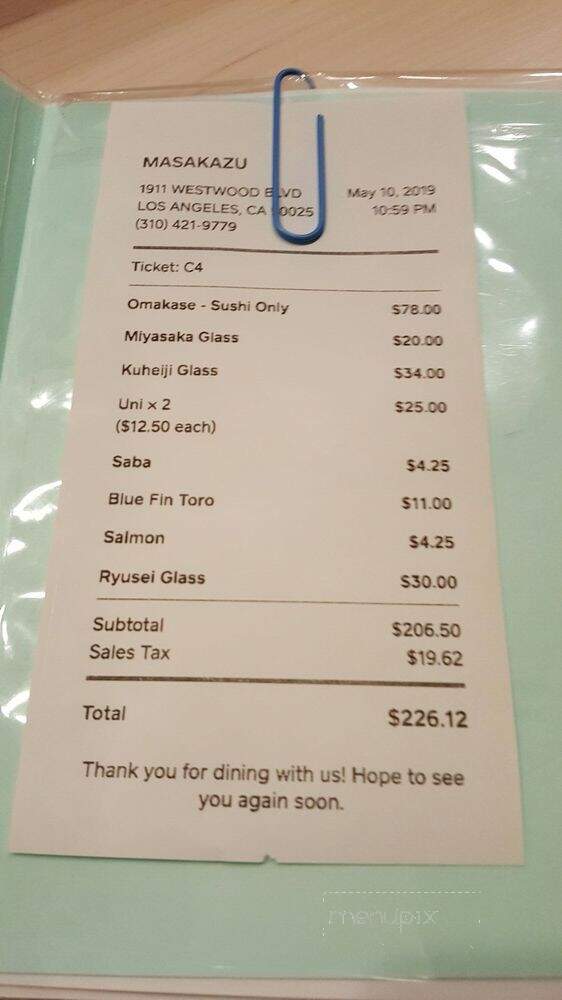 MASAKAZU
1911 WESTWOOD BLVD
LOS ANGELES, CA 90025
(310) 421-9779
May 10, 2019
10:59 PM
Ticket: C4
Omakase - Sushi Only $78.00
Miyasaka Glass $20.00
Kuheiji Glass $34.00
Uni x 2 $25.00
($12.50 each)
Saba $4.25
Blue Fin Toro $11.00
Salmon $4.25
Ryusei Glass $30.00
Subtotal $206.50
Sales Tax $19.62
Total $226.12
Thank you for dining with us! Hope to see
you again soon.
menupix